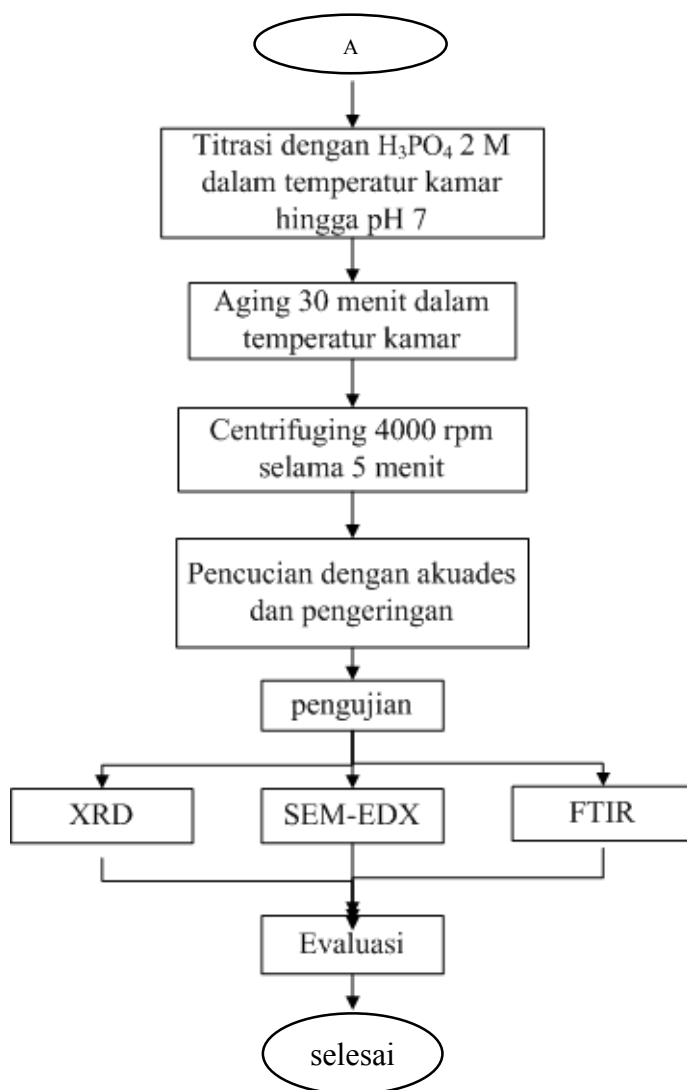 A
Titrasi dengan H₃PO₄ 2 M
dalam temperatur kamar
hingga pH 7
Aging 30 menit dalam
temperatur kamar
Centrifuging 4000 rpm
selama 5 menit
Pencucian dengan akuades
dan pengeringan
pengujian
XRD
SEM-EDX
FTIR
Evaluasi
selesai